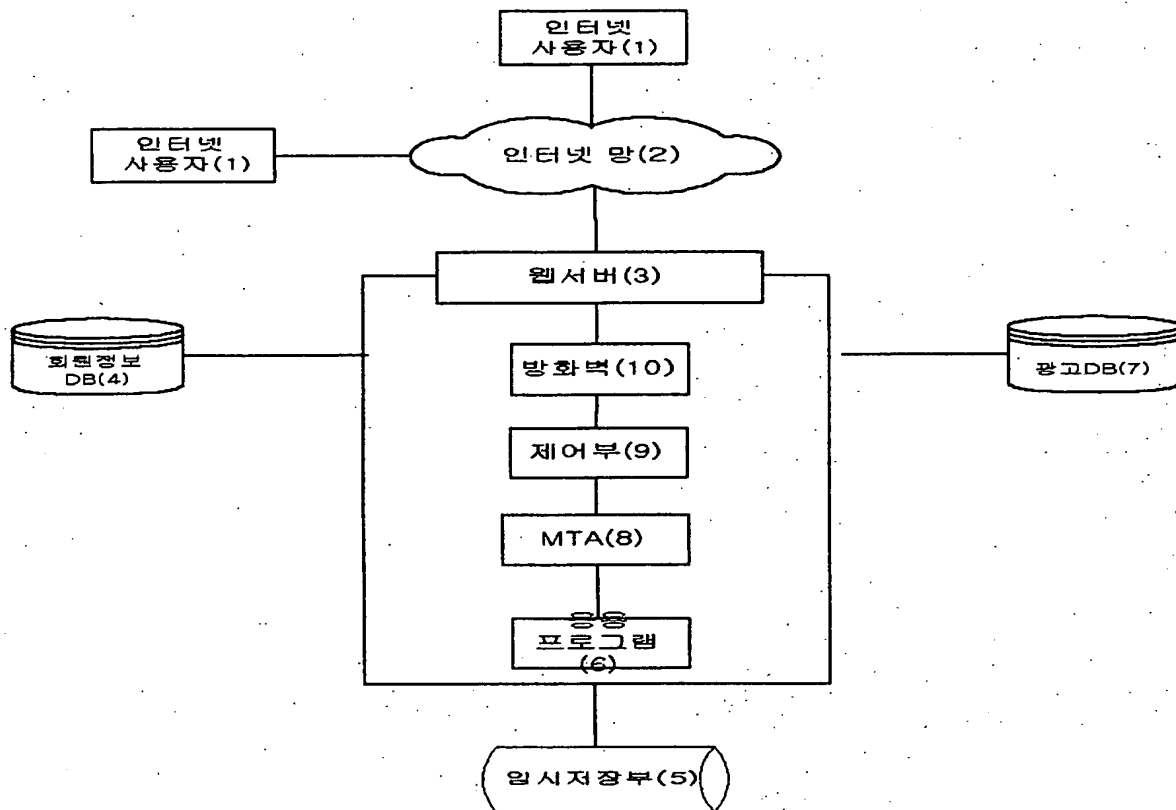 인터넷
사용자(1)
인터넷
사용자(1)
인터넷 망(2)
웹서버(3)
회원정보
DB(4)
방화벽(10)
광고DB(7)
제어부(9)
MTA(8)
응용
프로그램
(6)
임시저장부(5)